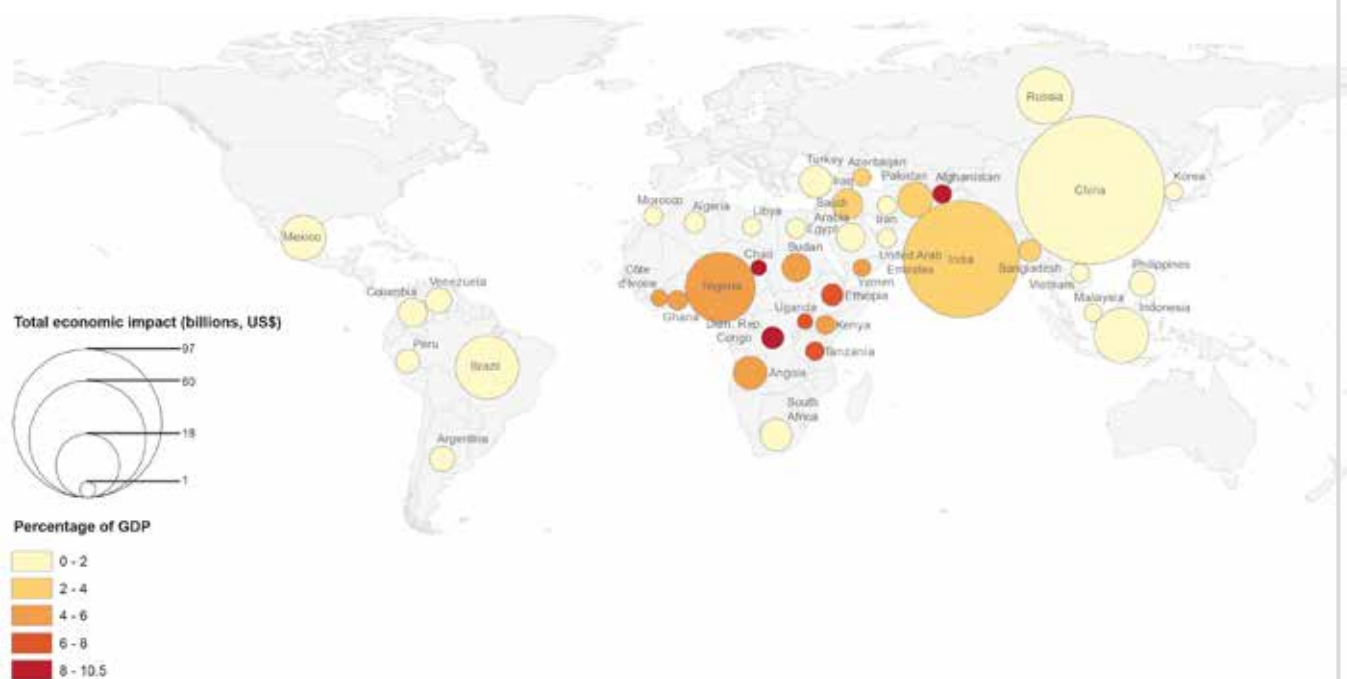 Russia
China
Korea
Turkey
Azerbaijan
Iraq
Pakistan
Afghanistan
Morocco
Algeria
Libya
Saudi
Arabia
Egypt
Iran
Mexico
Chad
Sudan
United Arab
Emirates
India
Bangladesh
Vietnam
Philippines
Côte
d'Ivoire
Nigeria
Yemen
Ethiopia
Malaysia
Indonesia
Venezuela
Columbia
Ghana
Uganda
Dem. Rep.
Congo
Kenya
Tanzania
Peru
Brazil
Angola
South
Africa
Argentina
Total economic impact (billions, US$)
97
60
18
1
Percentage of GDP
0 - 2
2 - 4
4 - 6
6 - 8
8 - 10.5